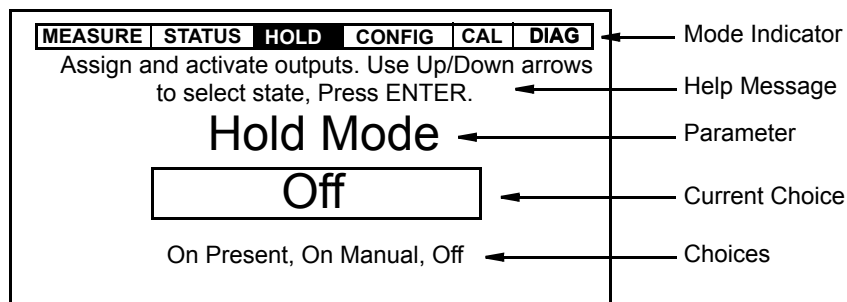 MEASURE STATUS HOLD CONFIG CAL DIAG
Mode Indicator
Assign and activate outputs. Use Up/Down arrows
to select state, Press ENTER.
Help Message
Hold Mode
Parameter
Off
Current Choice
On Present, On Manual, Off
Choices